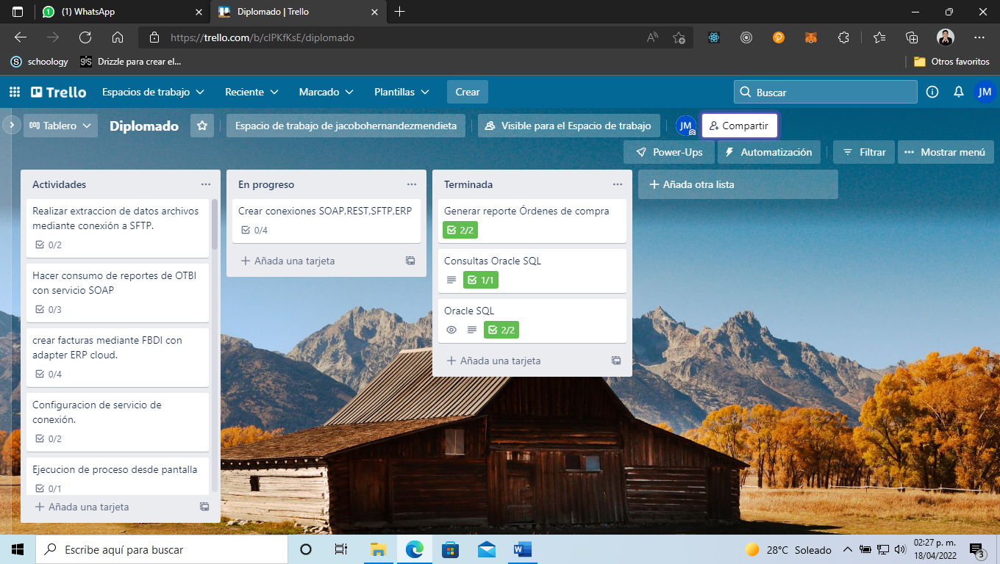 (1) WhatsApp
Diplomado | Trello
https://trello.com/b/cIPKfKsE/diplomado
schoology
Drizzle para crear el...
Otros favoritos
Trello
Espacios de trabajo
Reciente
Marcado
Plantillas
Crear
Buscar
JM
Tablero
Diplomado
Espacio de trabajo de jacobohernandezmendieta
Visible para el Espacio de trabajo
JM
Compartir
Power-Ups
Automatización
Filtrar
Mostrar menú
Actividades
Realizar extraccion de datos archivos
mediante conexión a SFTP.
0/2
Hacer consumo de reportes de OTBI
con servicio SOAP
0/3
crear facturas mediante FBDI con
adapter ERP cloud.
0/4
Configuracion de servicio de
conexión.
0/2
Ejecucion de proceso desde pantalla
0/1
+ Añada una tarjeta
En progreso
Crear conexiones SOAP,REST,SFTP,ERP
0/4
+ Añada una tarjeta
Terminada
Generar reporte Órdenes de compra
2/2
Consultas Oracle SQL
1/1
Oracle SQL
2/2
+ Añada una tarjeta
+ Añada otra lista
Escribe aquí para buscar
28°C Soleado
02:27 p. m.
18/04/2022
3